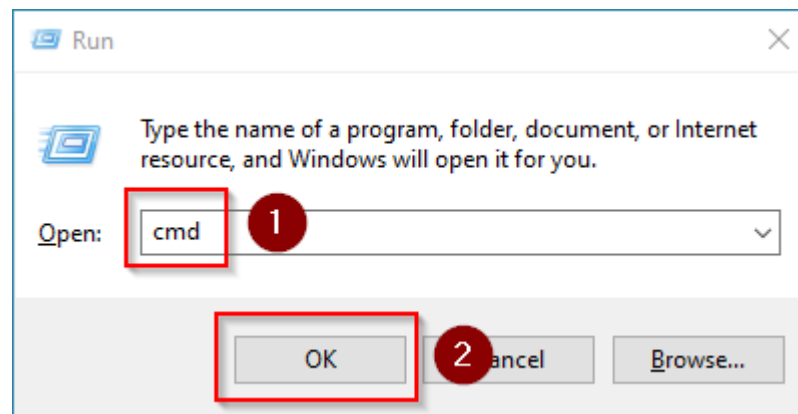 Run
Type the name of a program, folder, document, or Internet
resource, and Windows will open it for you.
Open: cmd 1
OK 2 ancel Browse...